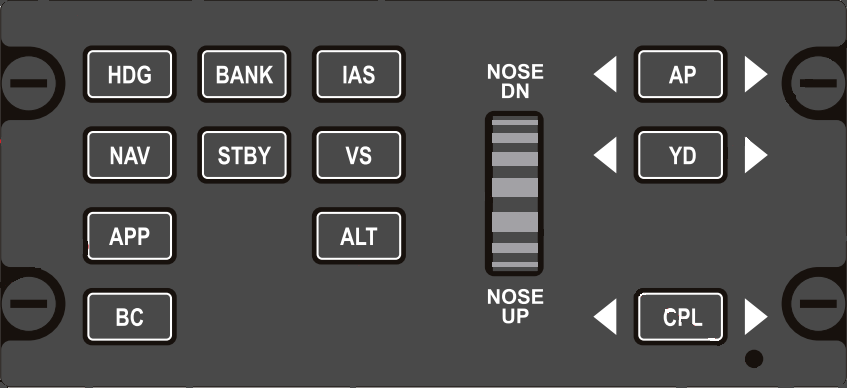 HDG BANK IAS NOSE DN AP
NAV STBY VS YD
APP ALT
BC NOSE UP CPL